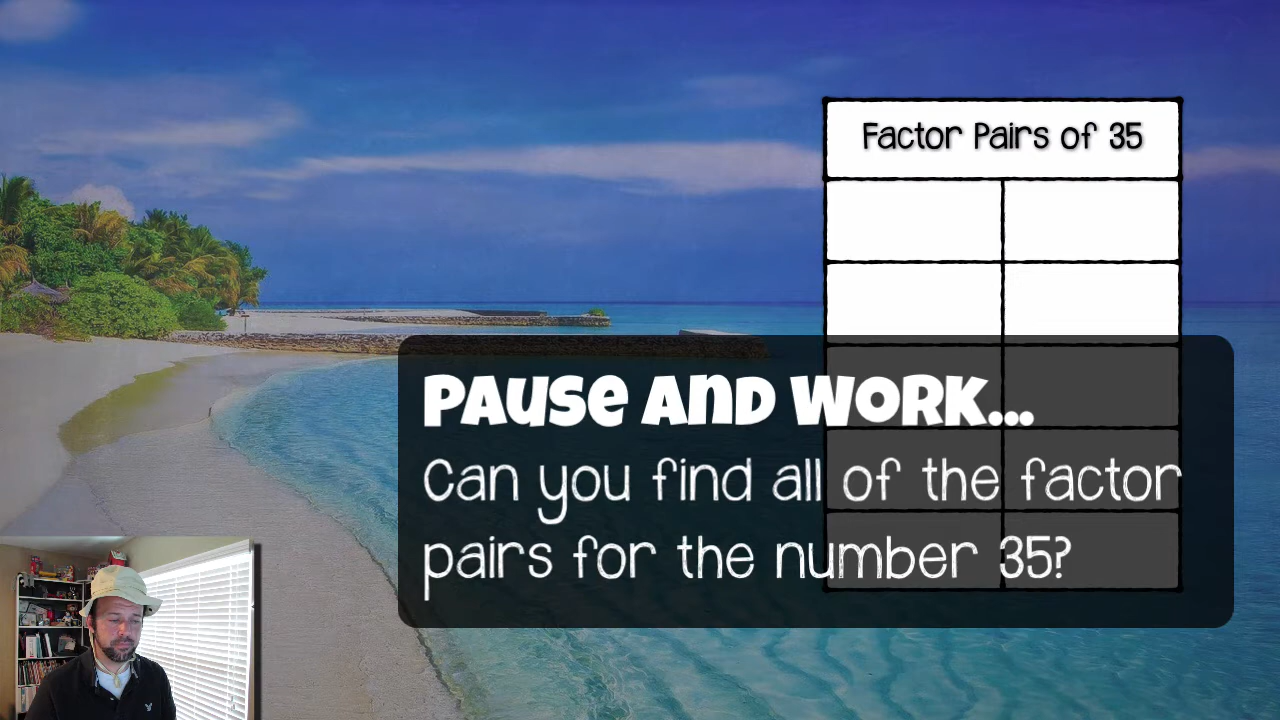 Factor Pairs of 35
Pause and Work...
Can you find all of the factor
pairs for the number 35?